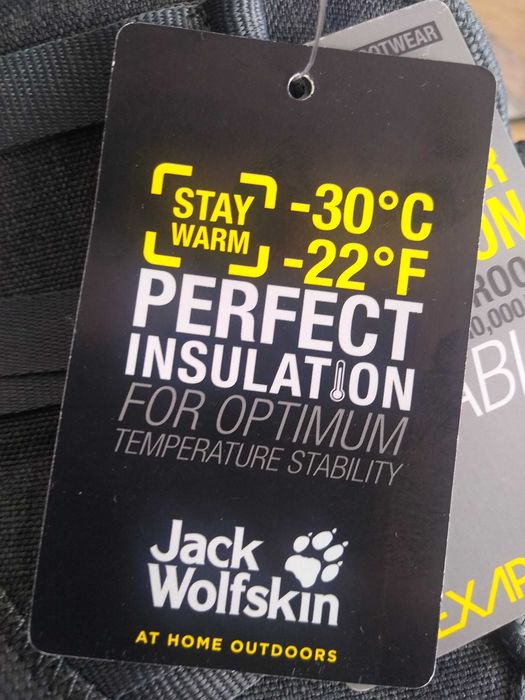 STAY
WARM
-30°C
-22°F
PERFECT
INSULATION
FOR OPTIMUM
TEMPERATURE STABILITY
Jack
Wolfskin
AT HOME OUTDOORS